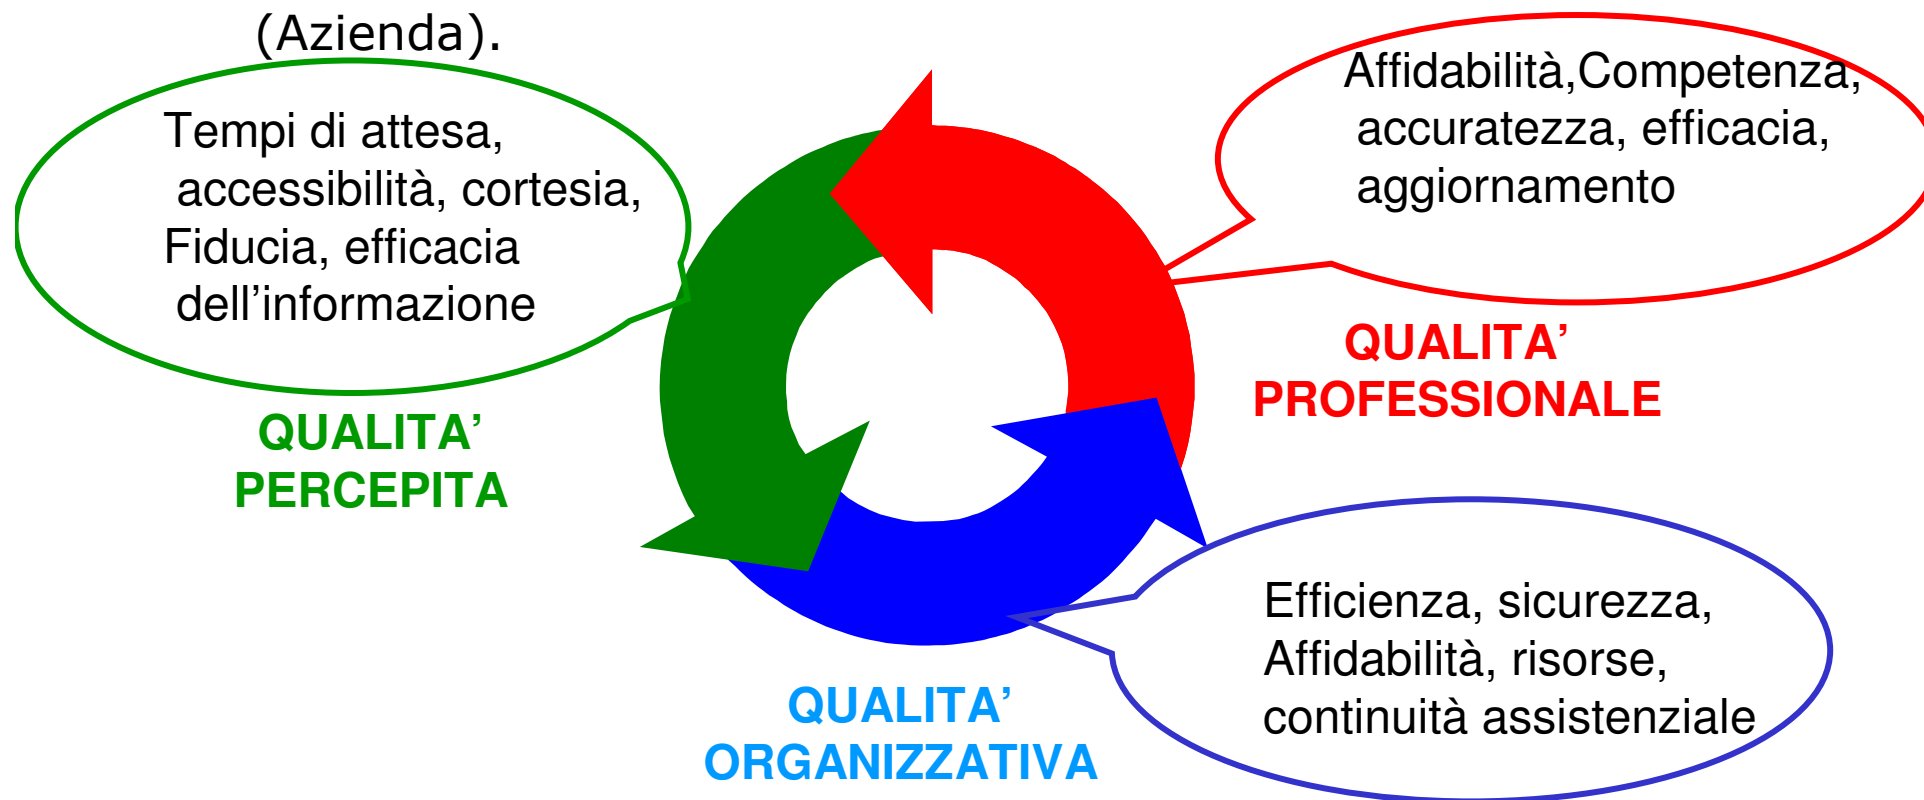 (Azienda).
Tempi di attesa,
accessibilità, cortesia,
Fiducia, efficacia
dell’informazione
QUALITA’
PERCEPITA
Affidabilità,Competenza,
accuratezza, efficacia,
aggiornamento
QUALITA’
PROFESSIONALE
Efficienza, sicurezza,
Affidabilità, risorse,
continuità assistenziale
QUALITA’
ORGANIZZATIVA